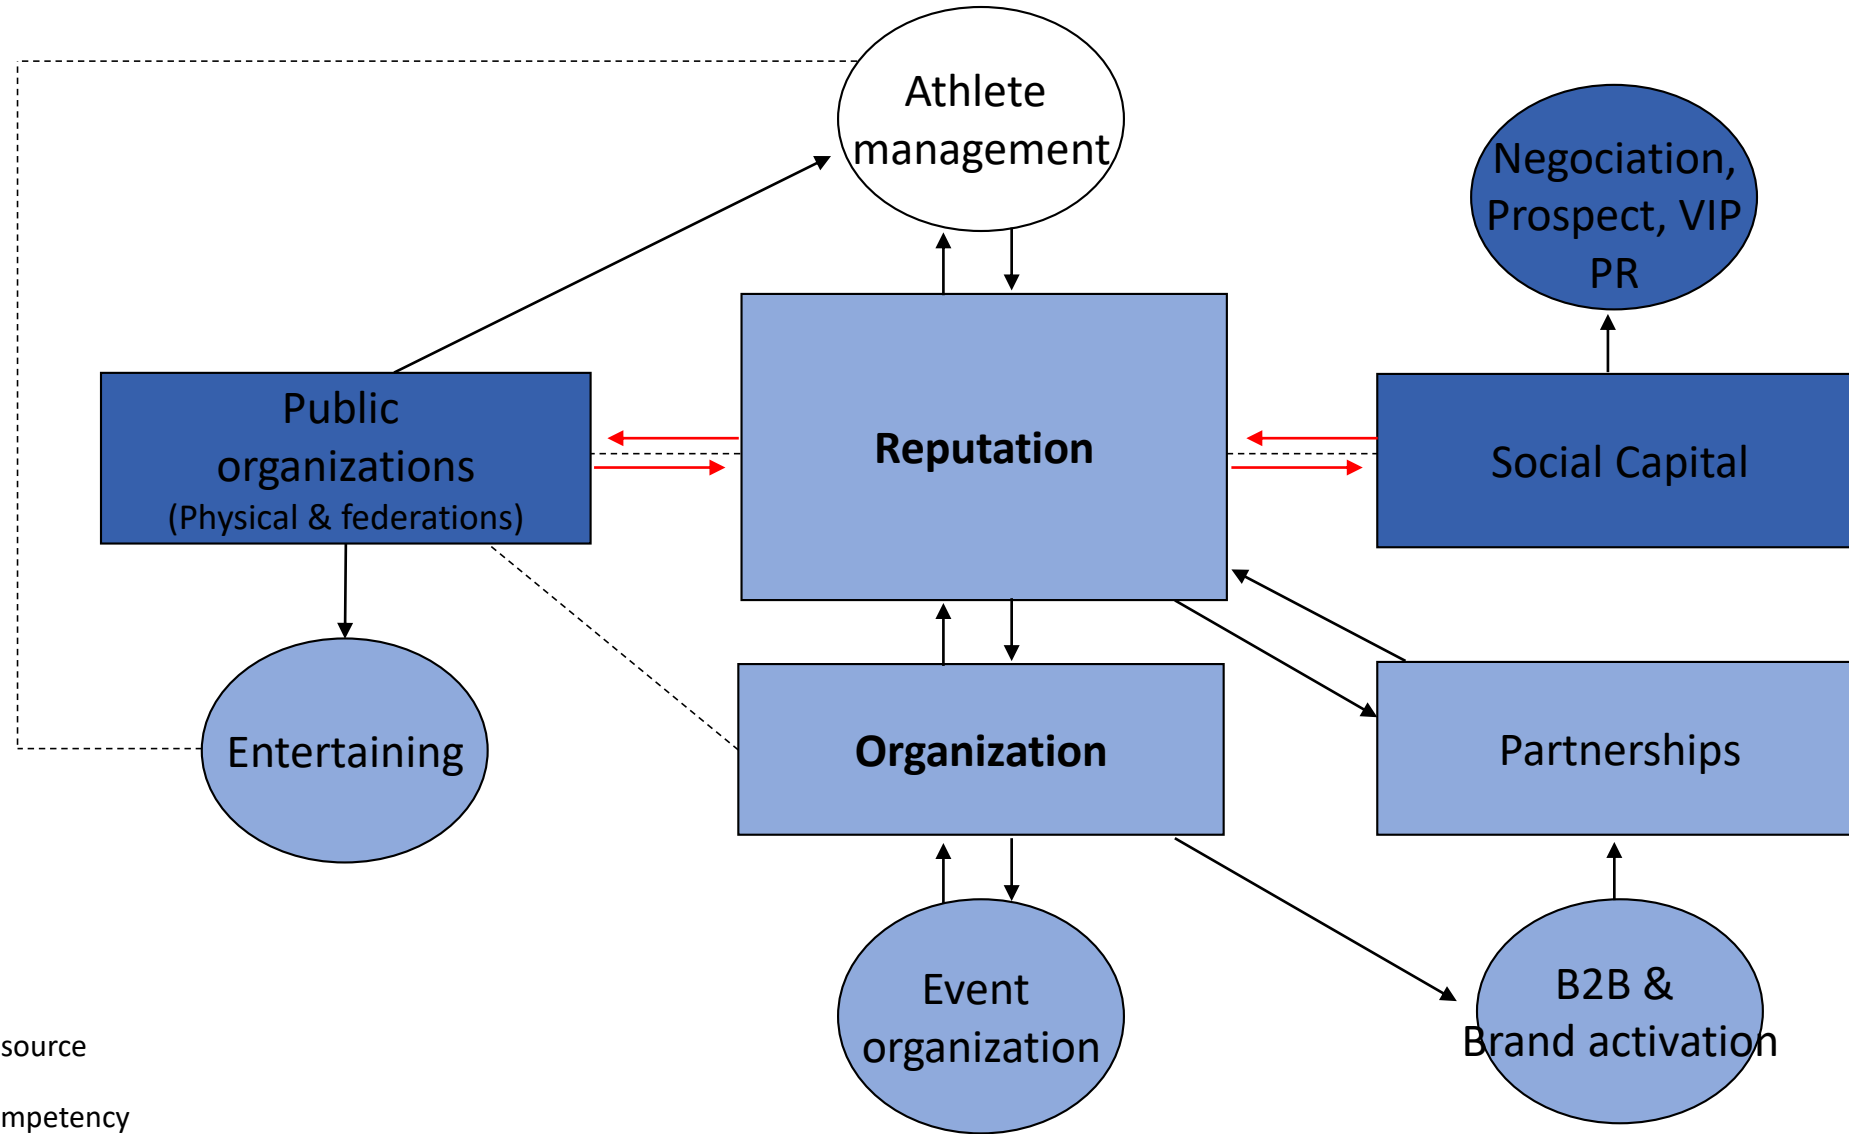 Athlete
management
Negociation,
Prospect, VIP
PR
Public
organizations
(Physical & federations)
Reputation
Social Capital
Entertaining
Organization
Partnerships
Event
organization
B2B &
Brand activation
source
mpetency